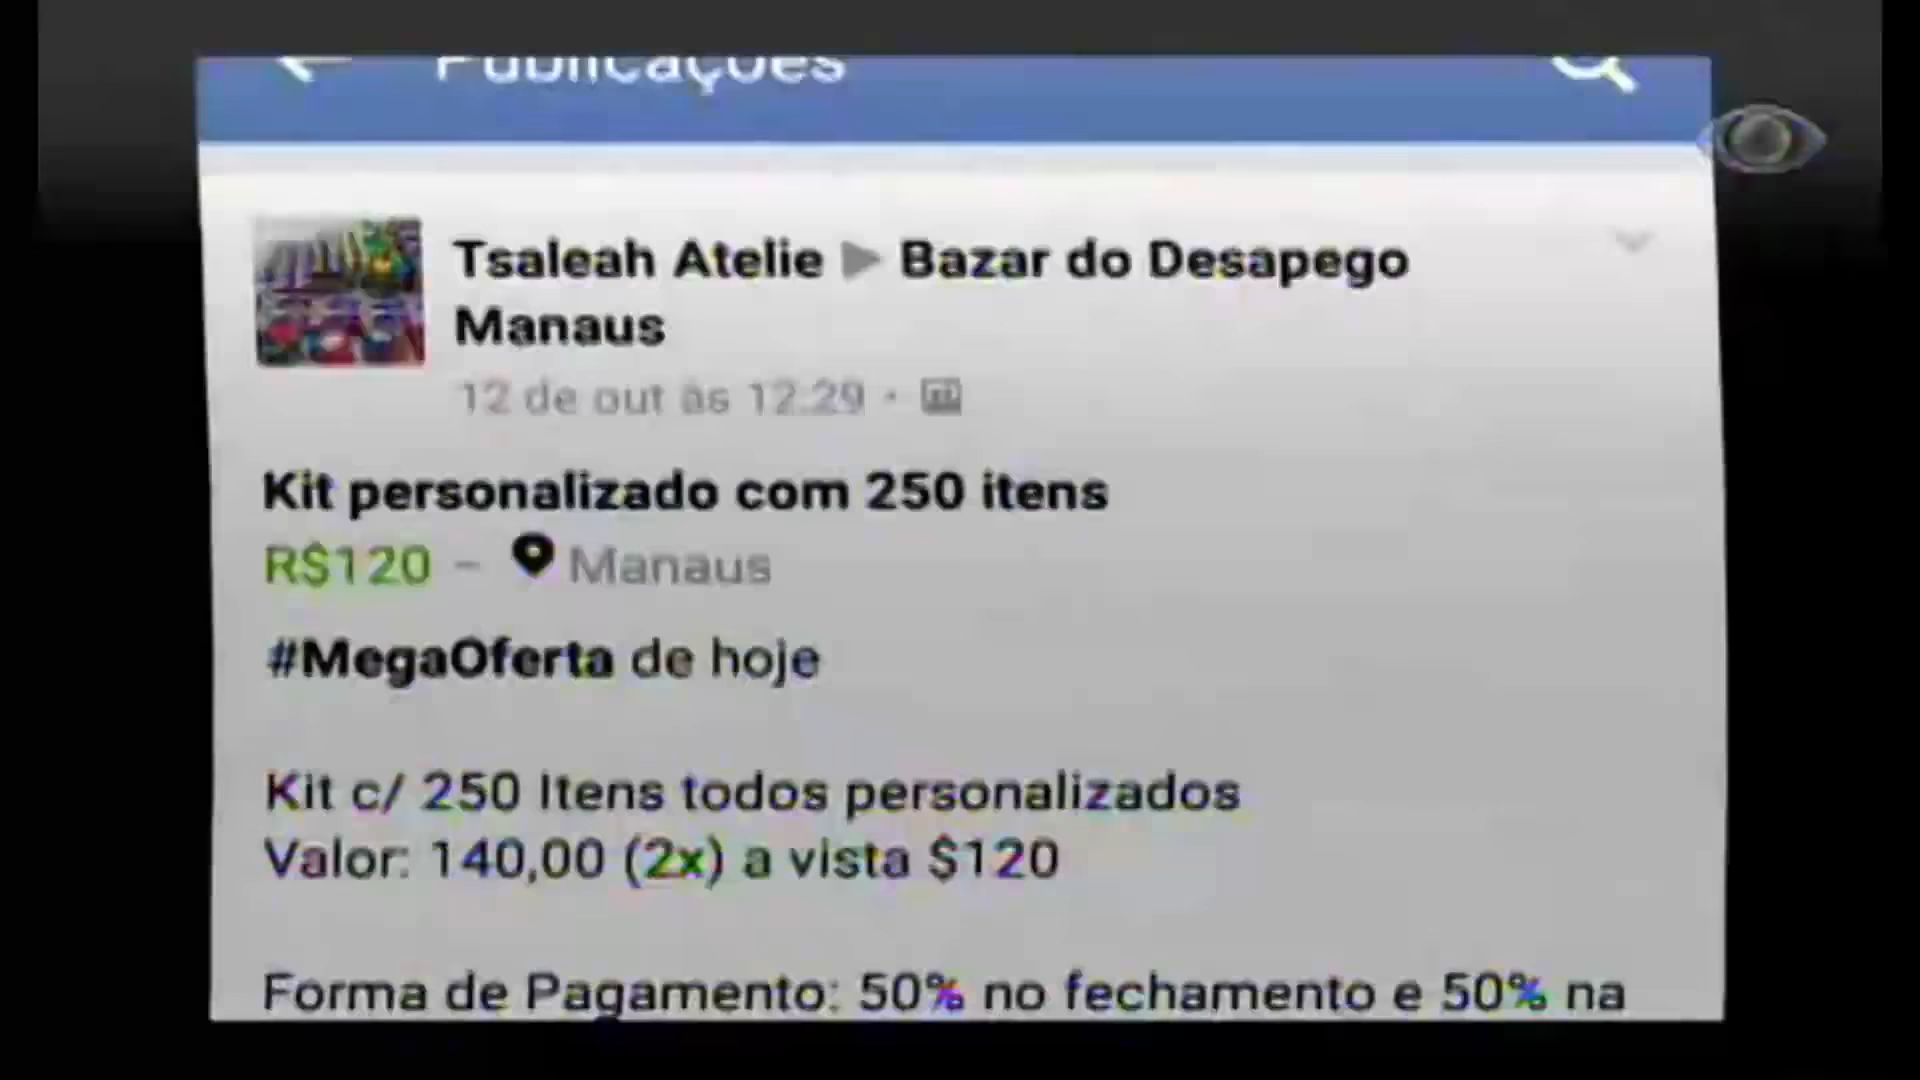 Publicações
Tsaleah Atelie ▶ Bazar do Desapego
Manaus
12 de out às 12:29 ·
Kit personalizado com 250 itens
R$120 – Manaus
#MegaOferta de hoje
Kit c/ 250 Itens todos personalizados
Valor: 140,00 (2x) a vista $120
Forma de Pagamento: 50% no fechamento e 50% na